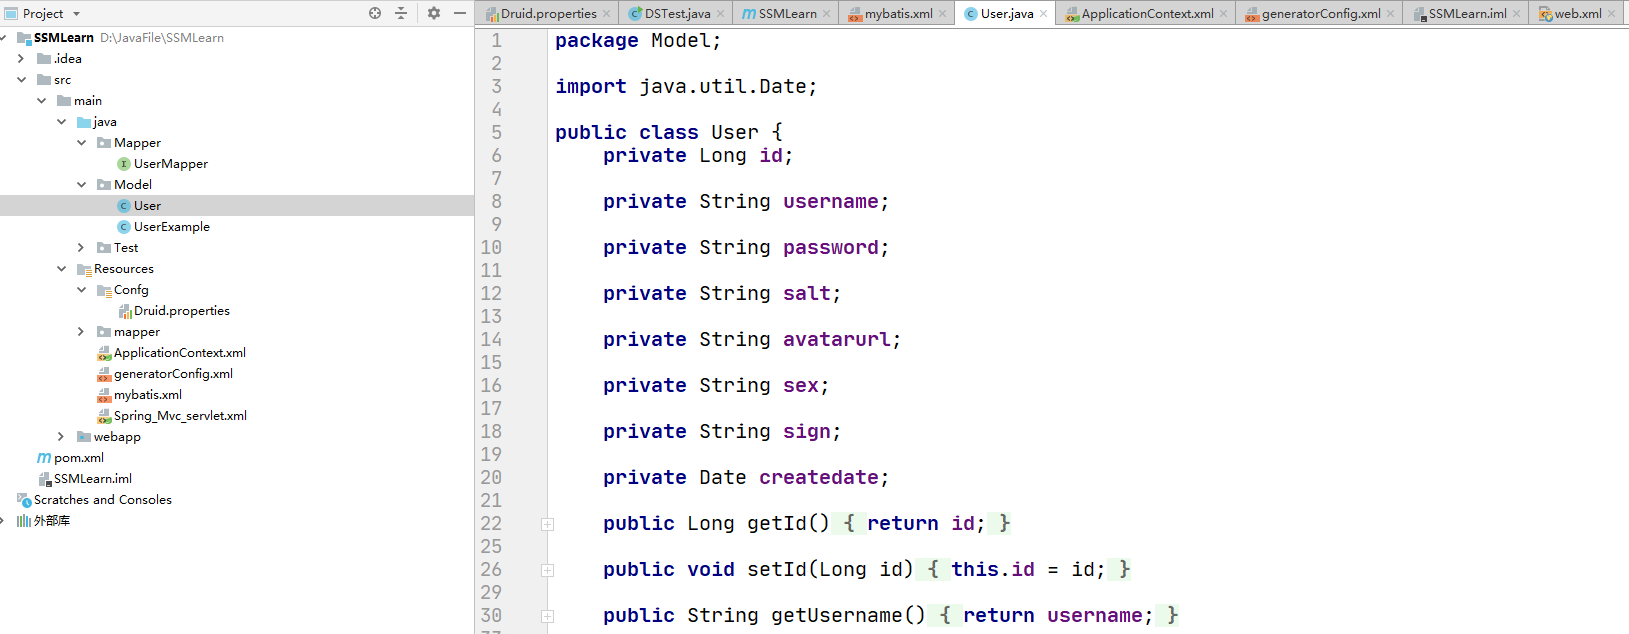 Project
SSMLearn D:\JavaFile\SSMLearn
.idea
src
main
java
Mapper
UserMapper
Model
User
UserExample
Test
Resources
Confg
Druid.properties
mapper
ApplicationContext.xml
generatorConfig.xml
mybatis.xml
Spring_Mvc_servlet.xml
webapp
pom.xml
SSMLearn.iml
Scratches and Consoles
外部库
Druid.properties DSTest.java SSMLearn mybatis.xml User.java ApplicationContext.xml generatorConfig.xml SSMLearn.iml web.xml
1 package Model;
2
3 import java.util.Date;
4
5 public class User {
6 private Long id;
7
8 private String username;
9
10 private String password;
11
12 private String salt;
13
14 private String avatarurl;
15
16 private String sex;
17
18 private String sign;
19
20 private Date createdate;
21
22 public Long getId() { return id; }
25
26 public void setId(Long id) { this.id = id; }
29
30 public String getUsername() { return username; }